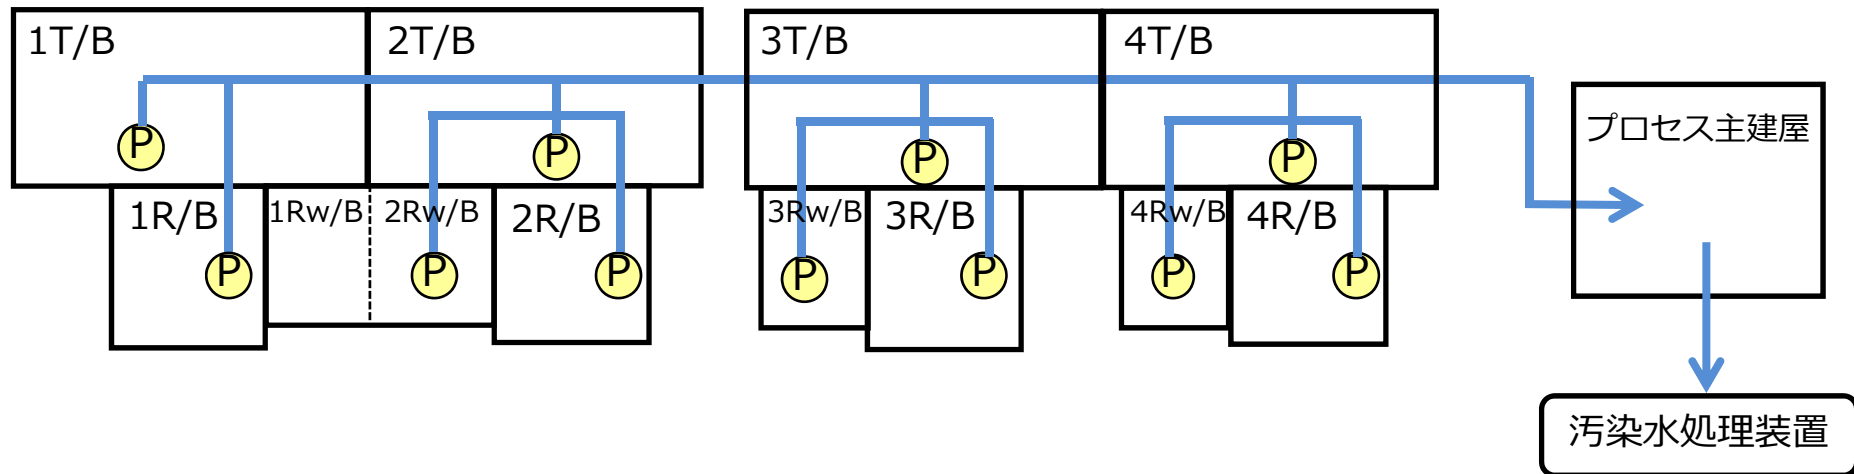 1T/B
2T/B
3T/B
4T/B
プロセス主建屋
P
P
P
P
1R/B
1Rw/B
2Rw/B
2R/B
3Rw/B
3R/B
4Rw/B
4R/B
P
P
P
P
P
P
P
汚染水処理装置